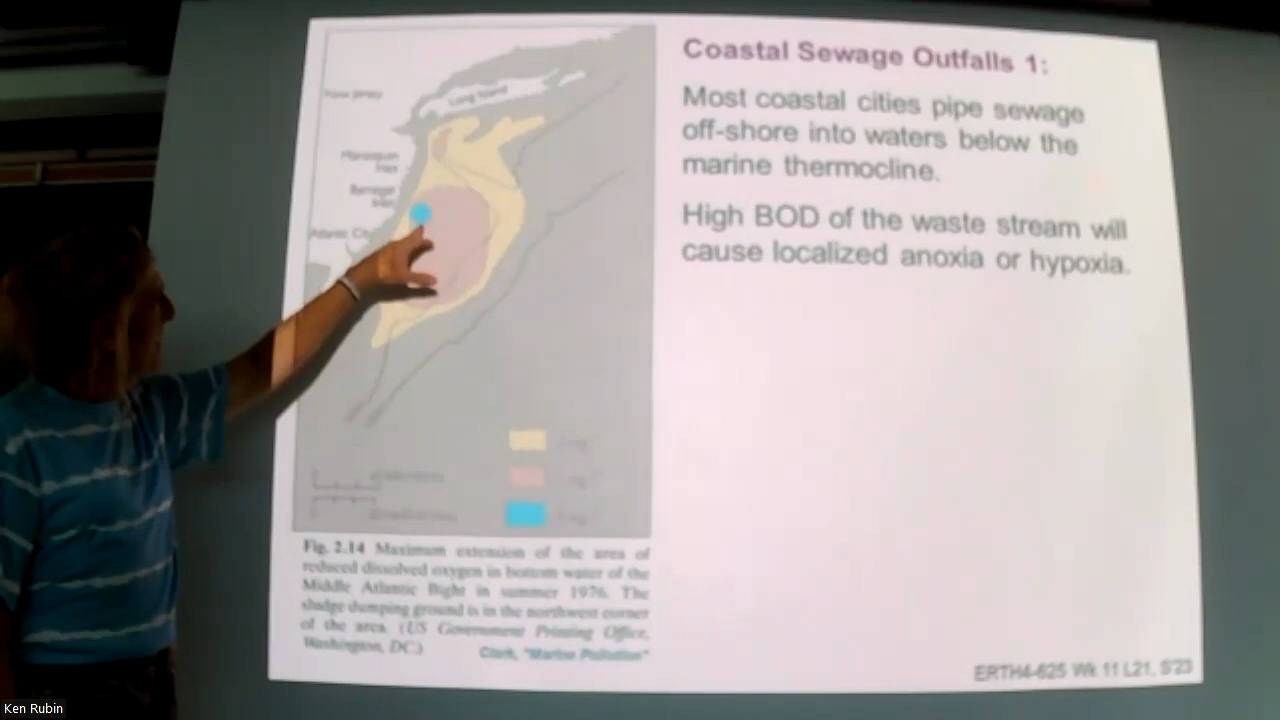 Coastal Sewage Outfalls 1:
Most coastal cities pipe sewage
off-shore into waters below the
marine thermocline.
High BOD of the waste stream will
cause localized anoxia or hypoxia.
New Jersey
Long Island
Manasquan
Inlet
Barnegat
Inlet
Atlantic City
Fig. 2.14 Maximum extension of the area of
reduced dissolved oxygen in bottom water of the
Middle Atlantic Bight in summer 1976. The
sludge dumping ground is in the northwest corner
of the area. (US Government Printing Office,
Washington, DC.)
Clark, "Marine Pollution"
ERTH4-625 Wk 11 L21, S'23
Ken Rubin